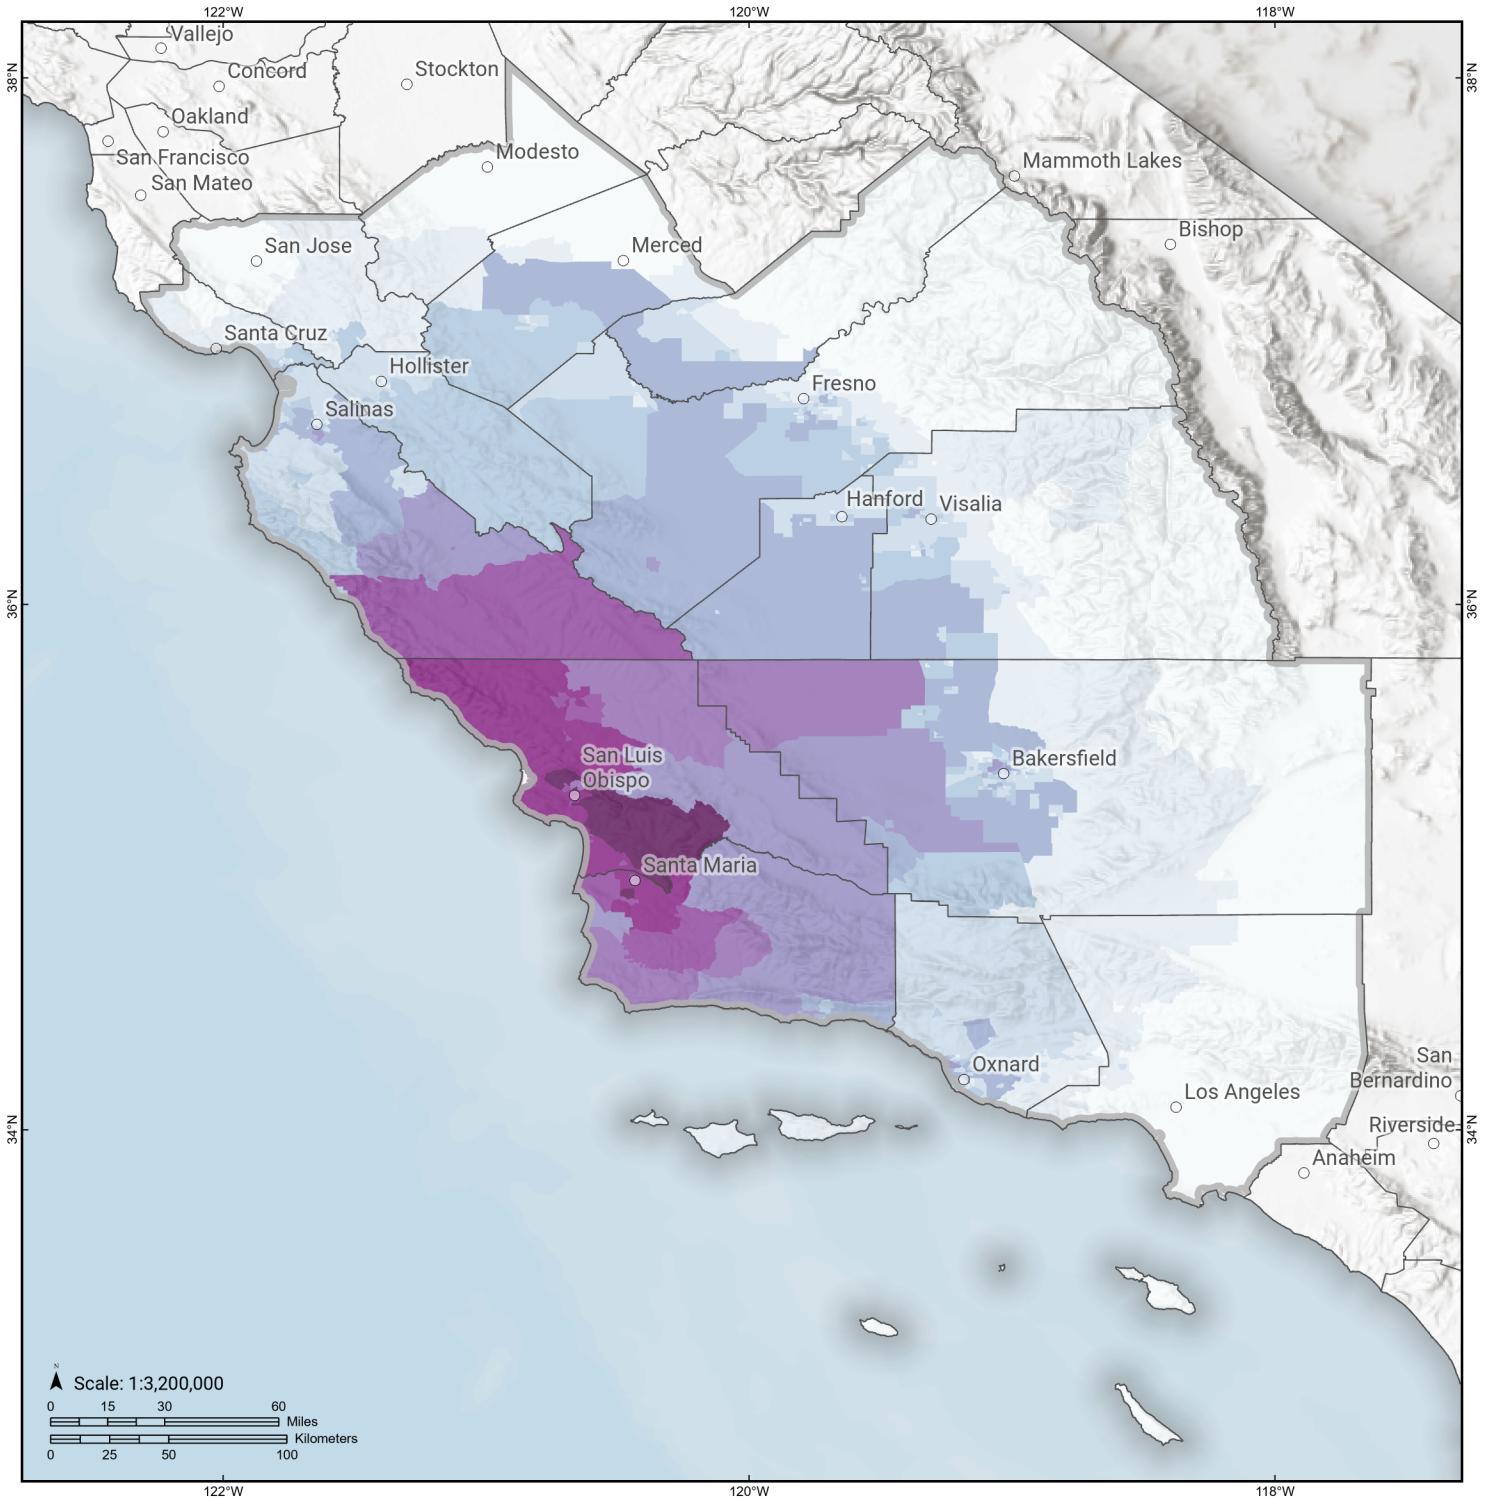 122°W
120°W
118°W
38°N
38°N
Vallejo
Concord
Stockton
Oakland
San Francisco
Modesto
San Mateo
Mammoth Lakes
San Jose
Merced
Bishop
Santa Cruz
Hollister
Fresno
Salinas
Hanford
Visalia
36°N
36°N
San Luis
Obispo
Bakersfield
Santa Maria
Oxnard
Los Angeles
San
Bernardino
Riverside
Anaheim
34°N
34°N
N
Scale: 1:3,200,000
0 15 30 60
Miles
Kilometers
0 25 50 100
122°W
120°W
118°W